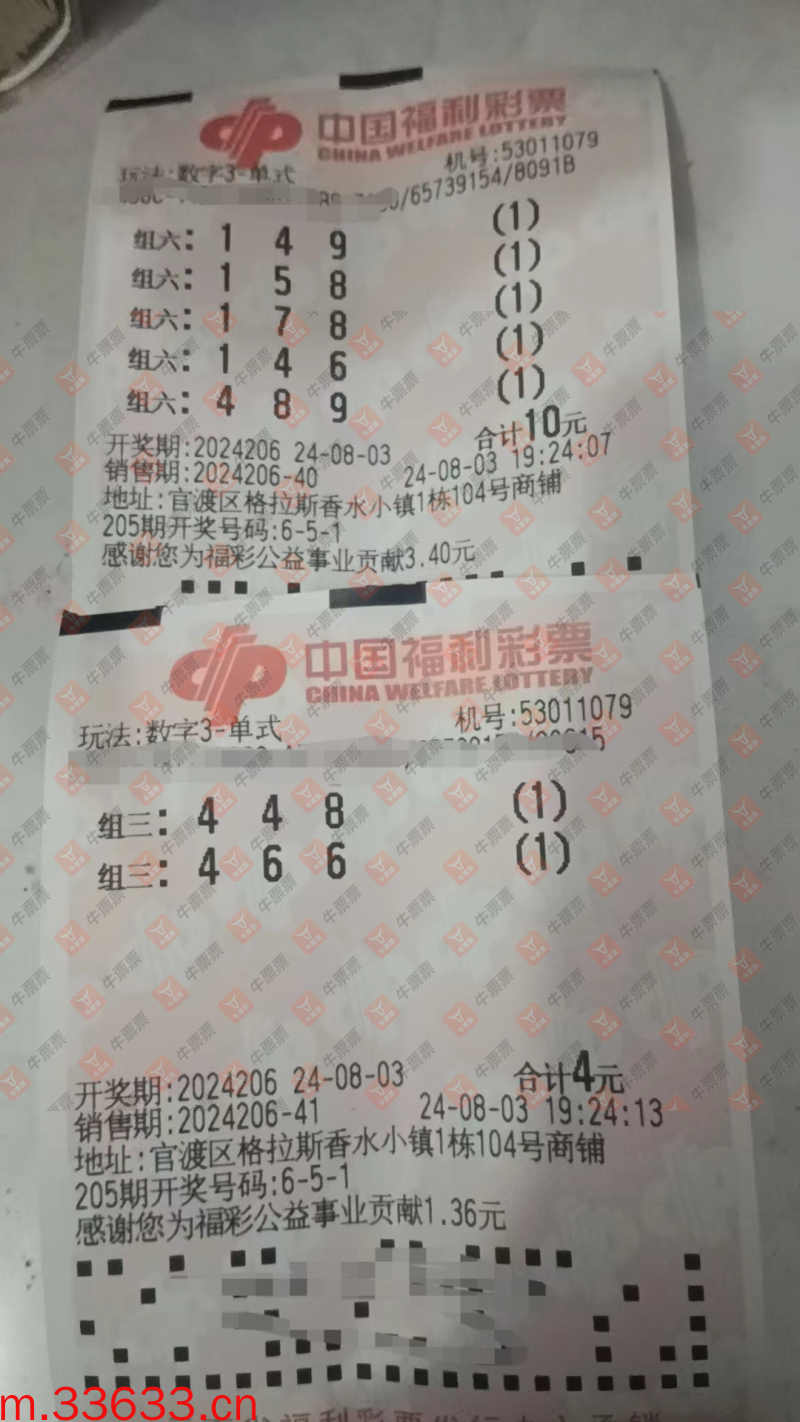 中国福利彩票
CHINA WELFARE LOTTERY
玩法:数字3-单式 机号:53011079
/65739154/8091B
组六: 1 4 9 (1)
组六: 1 5 8 (1)
组六: 1 7 8 (1)
组六: 1 4 6 (1)
组六: 4 8 9 (1)
合计10元
开奖期:2024206 24-08-03
销售期:2024206-40 24-08-03 19:24:07
地址:官渡区格拉斯香水小镇1栋104号商铺
205期开奖号码:6-5-1
感谢您为福彩公益事业贡献3.40元
中国福利彩票
CHINA WELFARE LOTTERY
玩法:数字3-单式 机号:53011079
组三: 4 4 8 (1)
组三: 4 6 6 (1)
开奖期:2024206 24-08-03 合计4元
销售期:2024206-41 24-08-03 19:24:13
地址:官渡区格拉斯香水小镇1栋104号商铺
205期开奖号码:6-5-1
感谢您为福彩公益事业贡献1.36元
m.33633.cn
牛票票